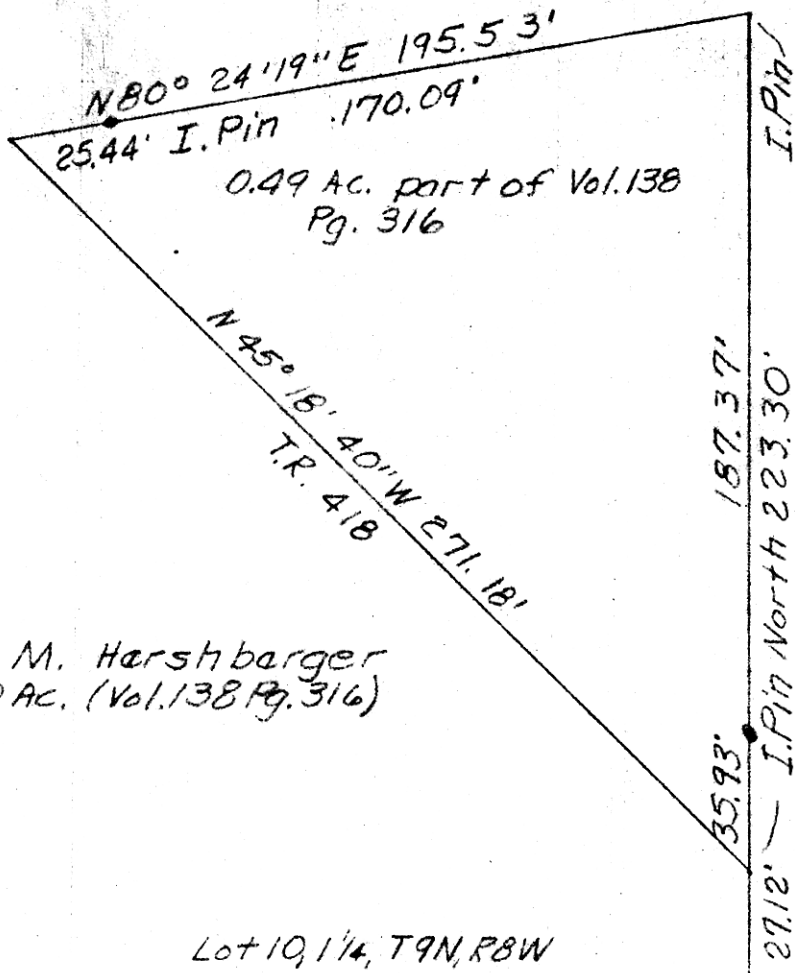 N80° 24'19" E 195.53'
25.44' I.Pin 170.09'
I.Pin
0.49 Ac. part of Vol.138
Pg. 316
N 45° 18' 40" W 271.18'
T.R. 418
187.37'
I.Pin North 223.30'
M. Harshbarger
Ac. (Vol.138 Pg. 316)
35.93'
27.12'
Lot 10, 1 1/4, T9N, R8W